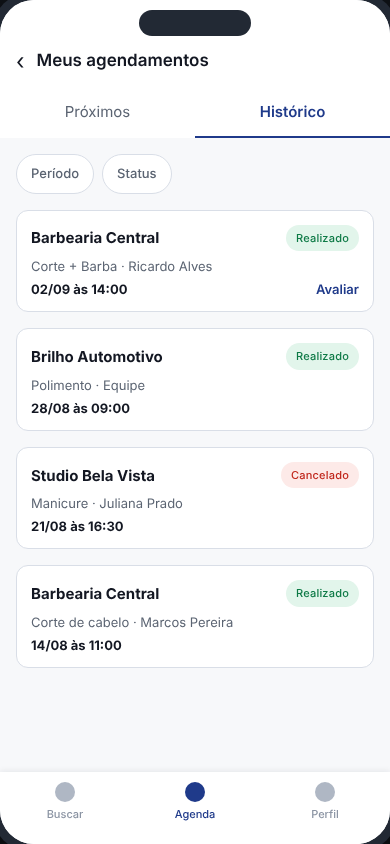 ‹ Meus agendamentos
Próximos Histórico
Período Status
Barbearia Central Realizado
Corte + Barba · Ricardo Alves
02/09 às 14:00 Avaliar
Brilho Automotivo Realizado
Polimento · Equipe
28/08 às 09:00
Studio Bela Vista Cancelado
Manicure · Juliana Prado
21/08 às 16:30
Barbearia Central Realizado
Corte de cabelo · Marcos Pereira
14/08 às 11:00
Buscar Agenda Perfil